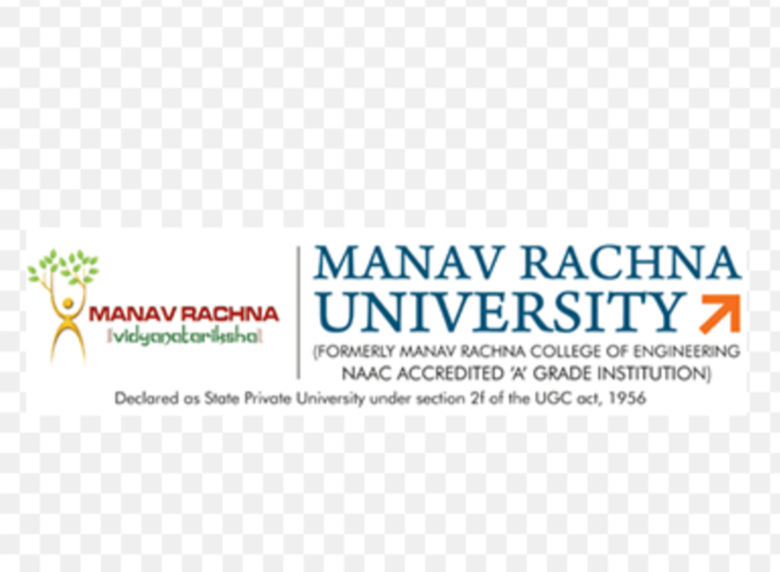 MANAV RACHNA
vidyanatariksha
MANAV RACHNA
UNIVERSITY
(FORMERLY MANAV RACHNA COLLEGE OF ENGINEERING
NAAC ACCREDITED 'A' GRADE INSTITUTION)
Declared as State Private University under section 2f of the UGC act, 1956